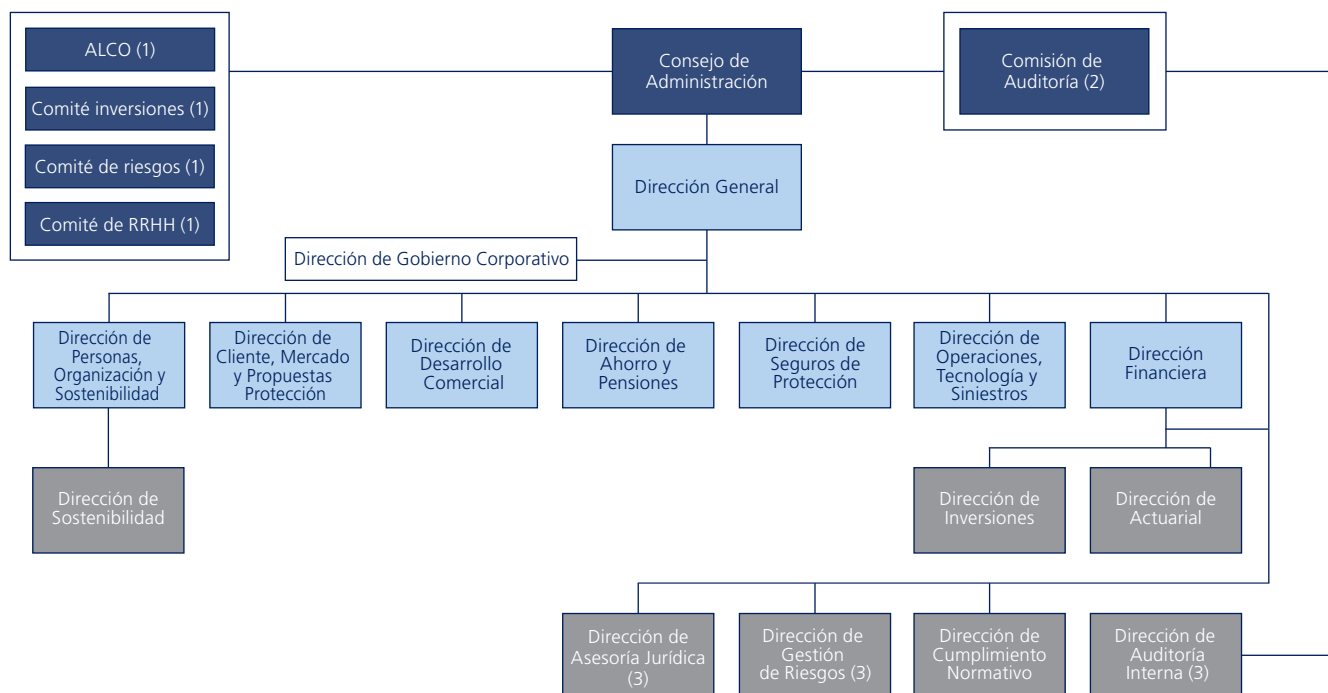 ALCO (1)
Comité inversiones (1)
Comité de riesgos (1)
Comité de RRHH (1)
Consejo de
Administración
Comisión de
Auditoría (2)
Dirección General
Dirección de Gobierno Corporativo
Dirección de
Personas,
Organización y
Sostenibilidad
Dirección de
Cliente, Mercado
y Propuestas
Protección
Dirección de
Desarrollo
Comercial
Dirección de
Ahorro y
Pensiones
Dirección de
Seguros de
Protección
Dirección de
Operaciones,
Tecnología y
Siniestros
Dirección
Financiera
Dirección de
Sostenibilidad
Dirección de
Inversiones
Dirección de
Actuarial
Dirección de
Asesoría Jurídica
(3)
Dirección de
Gestión
de Riesgos (3)
Dirección de
Cumplimiento
Normativo
Dirección de
Auditoría
Interna (3)